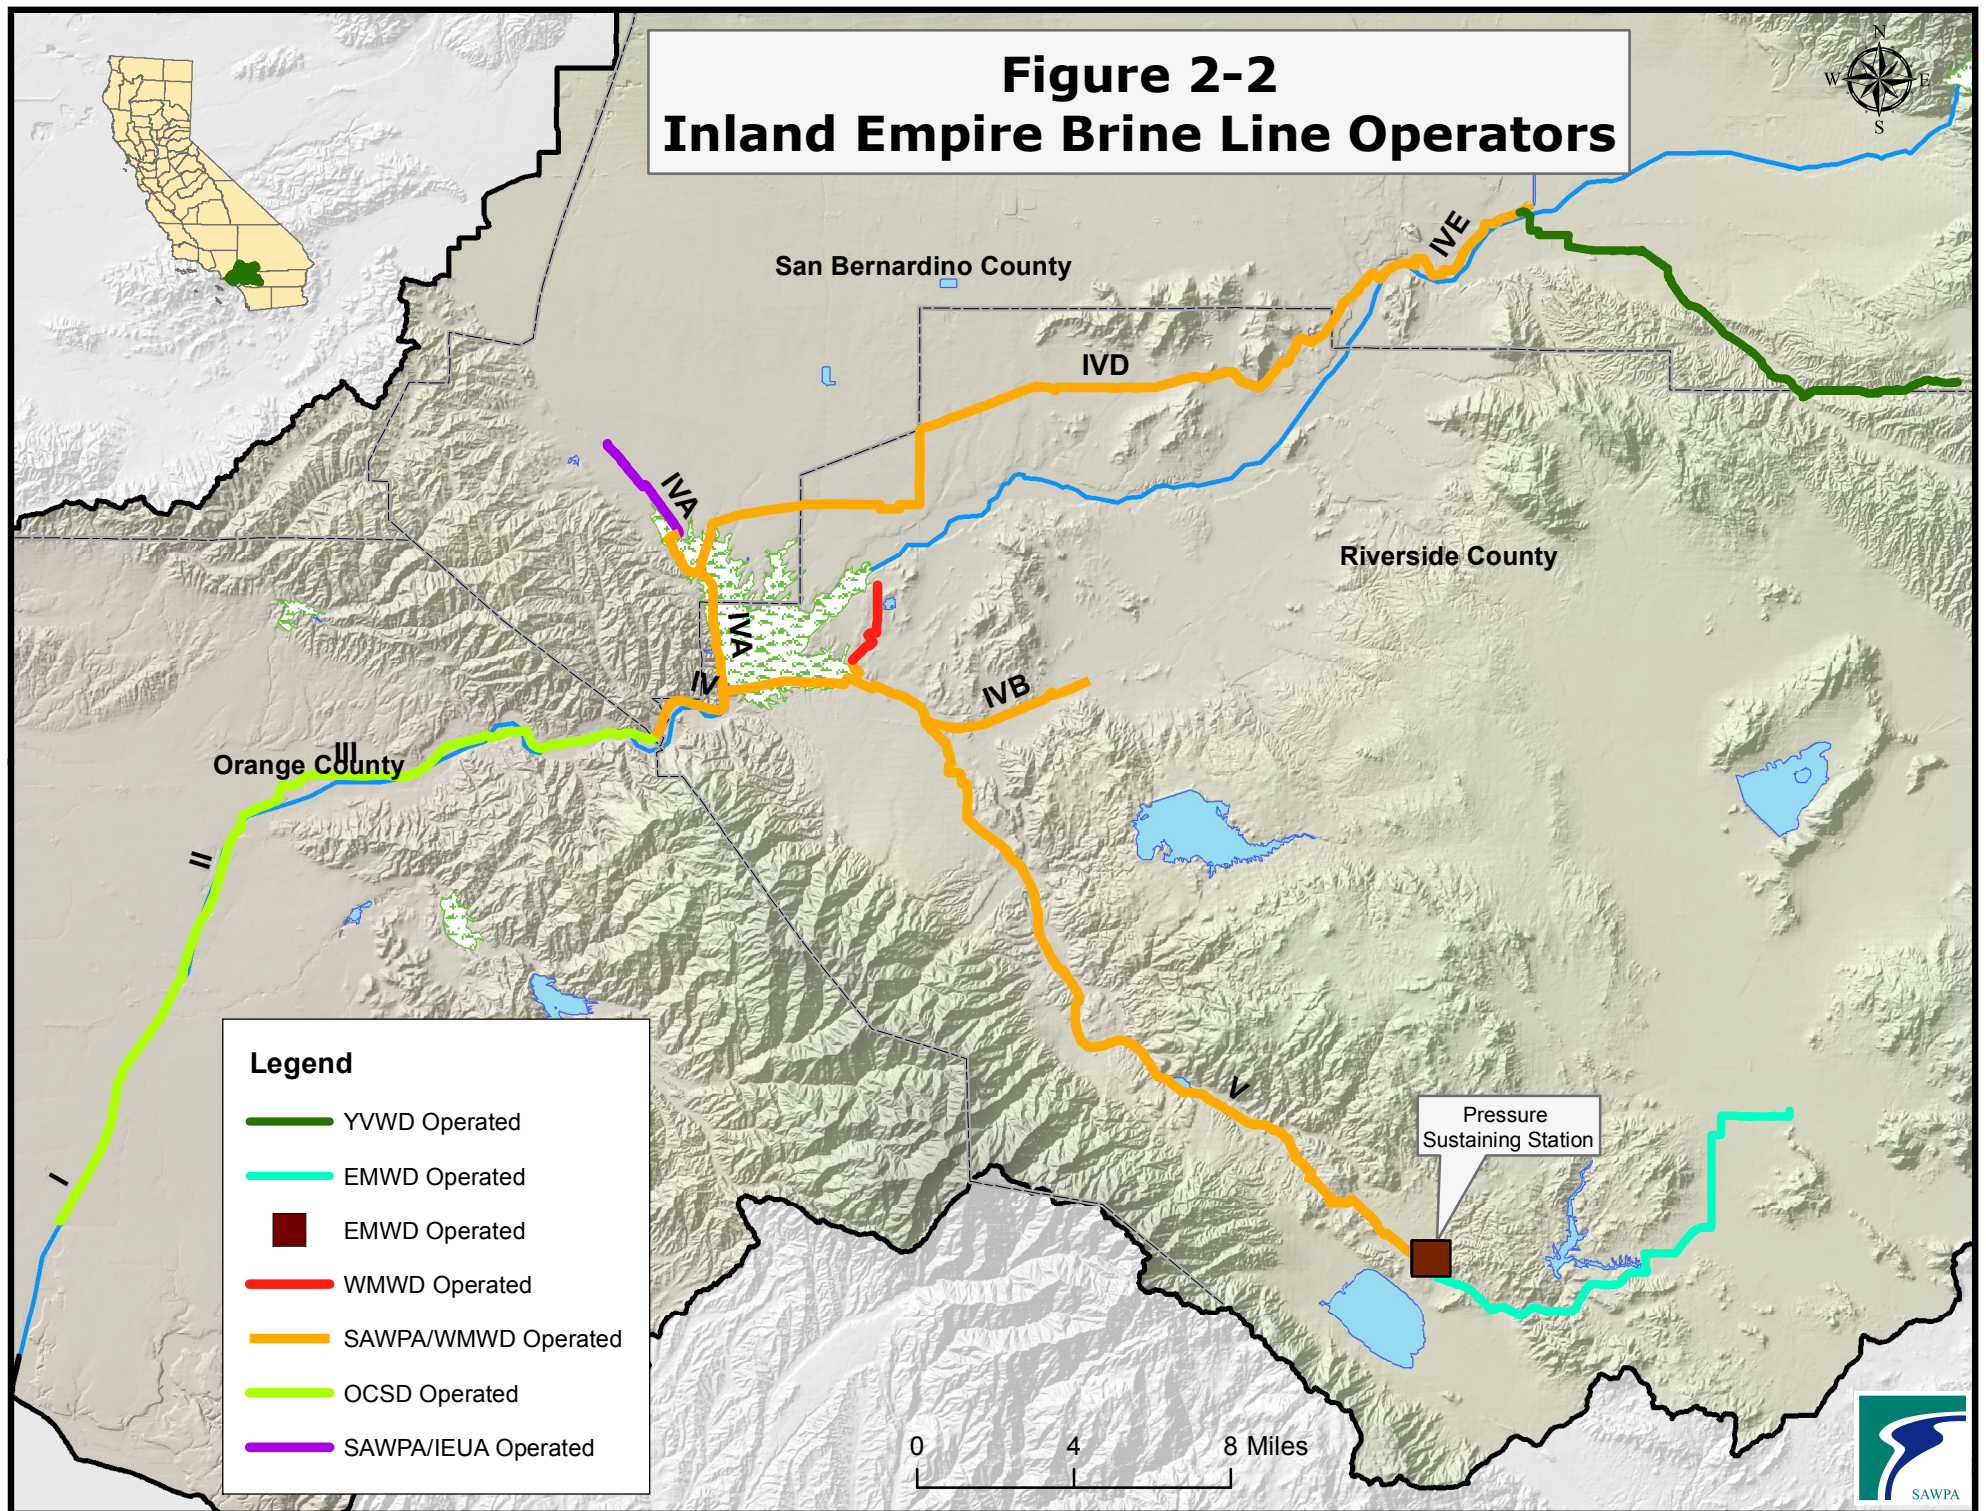 Figure 2-2
Inland Empire Brine Line Operators
N
W
E
S
San Bernardino County
IVE
IVD
IVA
Riverside County
IVA
IV
IVB
III
Orange County
II
I
V
Pressure
Sustaining Station
Legend
YVWD Operated
EMWD Operated
EMWD Operated
WMWD Operated
SAWPA/WMWD Operated
OCSD Operated
SAWPA/IEUA Operated
0 4 8 Miles
SAWPA